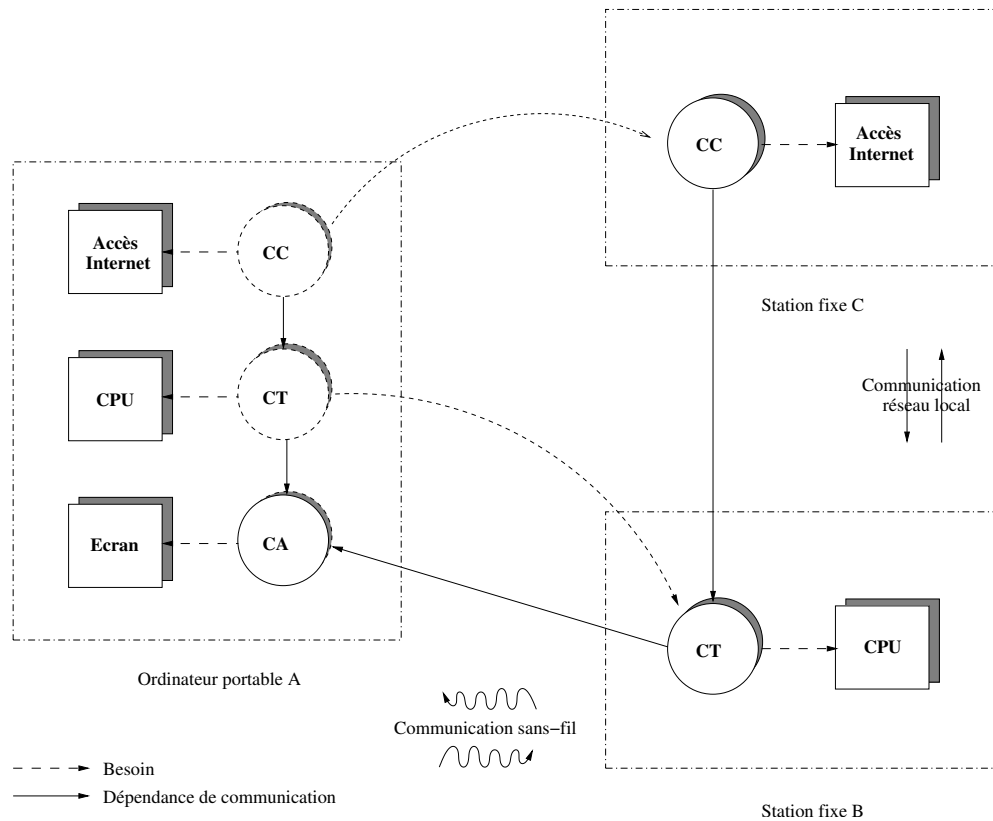 CC
Accès
Internet
Station fixe C
Accès
Internet
CC
CPU
CT
Ecran
CA
Ordinateur portable A
Communication
réseau local
CT
CPU
Station fixe B
Communication sans-fil
Besoin
Dépendance de communication